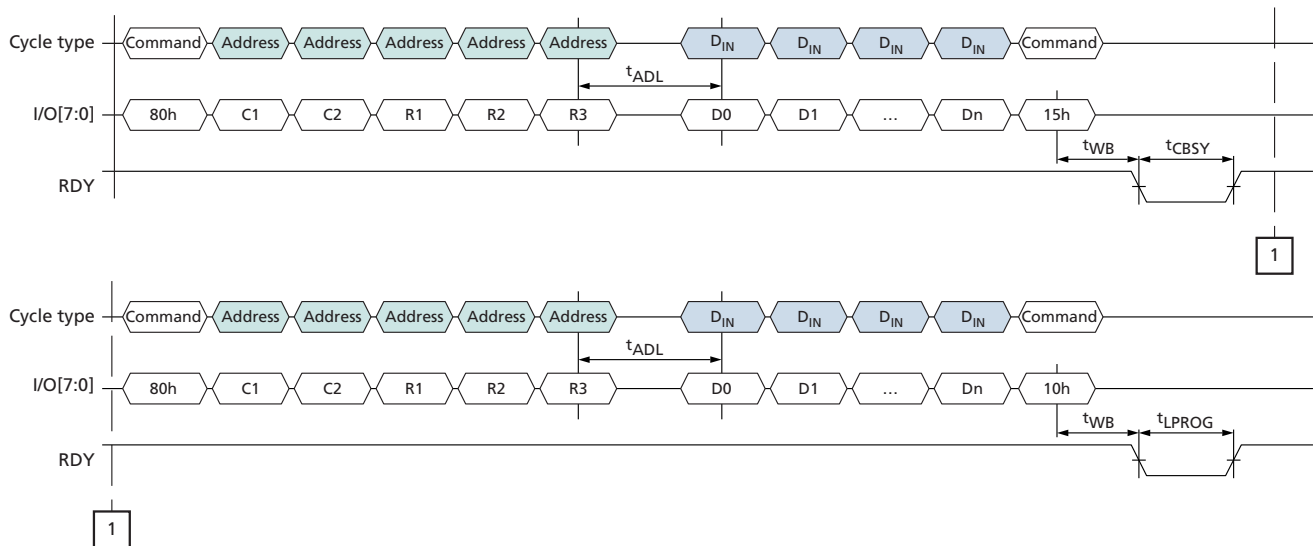 Cycle type Command Address Address Address Address Address DIN DIN DIN DIN Command
tADL
I/O[7:0] 80h C1 C2 R1 R2 R3 D0 D1 … Dn 15h
tWB tCBSY
RDY
1
Cycle type Command Address Address Address Address Address DIN DIN DIN DIN Command
tADL
I/O[7:0] 80h C1 C2 R1 R2 R3 D0 D1 … Dn 10h
tWB tLPROG
RDY
1